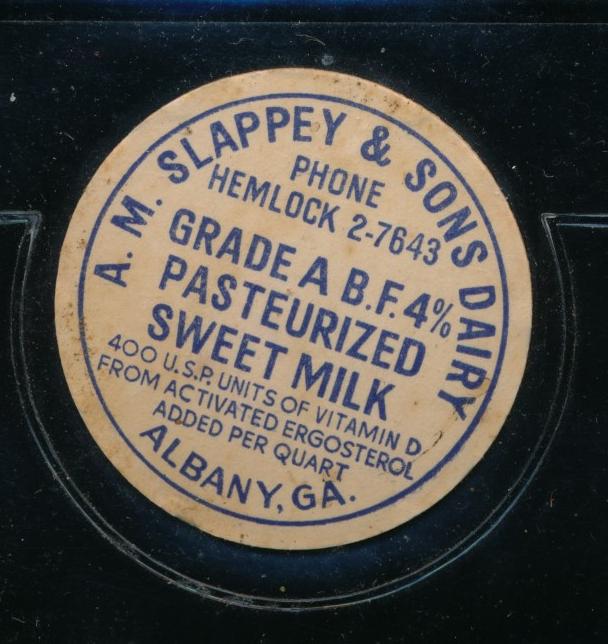 A. M. SLAPPEY & SONS DAIRY
PHONE
HEMLOCK 2-7643
GRADE A B.F. 4%
PASTEURIZED
SWEET MILK
400 U.S.P. UNITS OF VITAMIN D
FROM ACTIVATED ERGOSTEROL
ADDED PER QUART
ALBANY, GA.